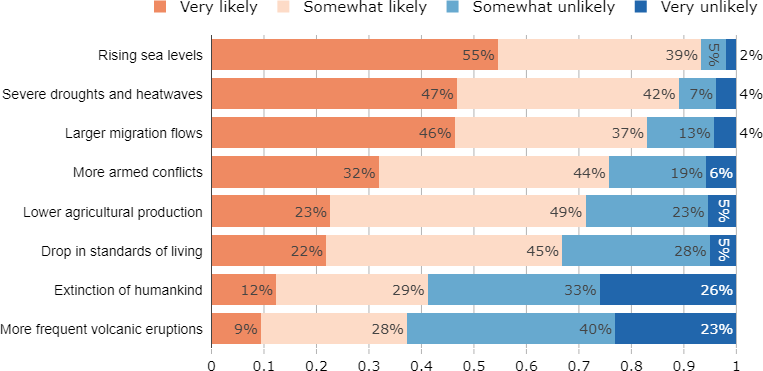 Very likely Somewhat likely Somewhat unlikely Very unlikely
Rising sea levels 55% 39% 5% 2%
Severe droughts and heatwaves 47% 42% 7% 4%
Larger migration flows 46% 37% 13% 4%
More armed conflicts 32% 44% 19% 6%
Lower agricultural production 23% 49% 23% 5%
Drop in standards of living 22% 45% 28% 5%
Extinction of humankind 12% 29% 33% 26%
More frequent volcanic eruptions 9% 28% 40% 23%
0 0.1 0.2 0.3 0.4 0.5 0.6 0.7 0.8 0.9 1